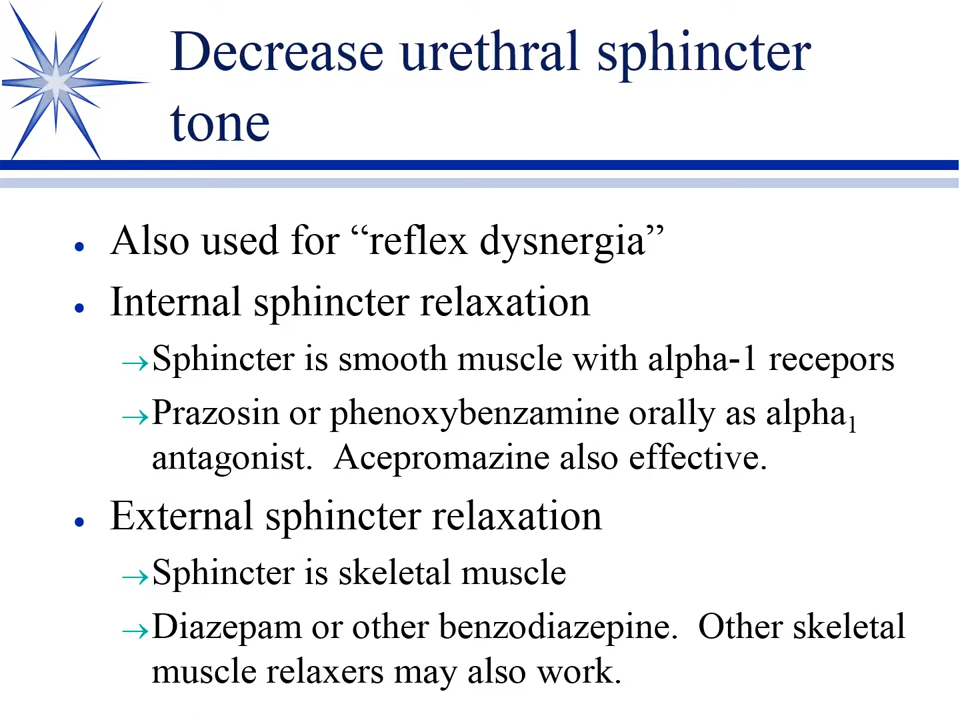 Decrease urethral sphincter
tone
• Also used for “reflex dysnergia”
• Internal sphincter relaxation
→Sphincter is smooth muscle with alpha-1 recepors
→Prazosin or phenoxybenzamine orally as alpha₁
antagonist.  Acepromazine also effective.
• External sphincter relaxation
→Sphincter is skeletal muscle
→Diazepam or other benzodiazepine.  Other skeletal
muscle relaxers may also work.